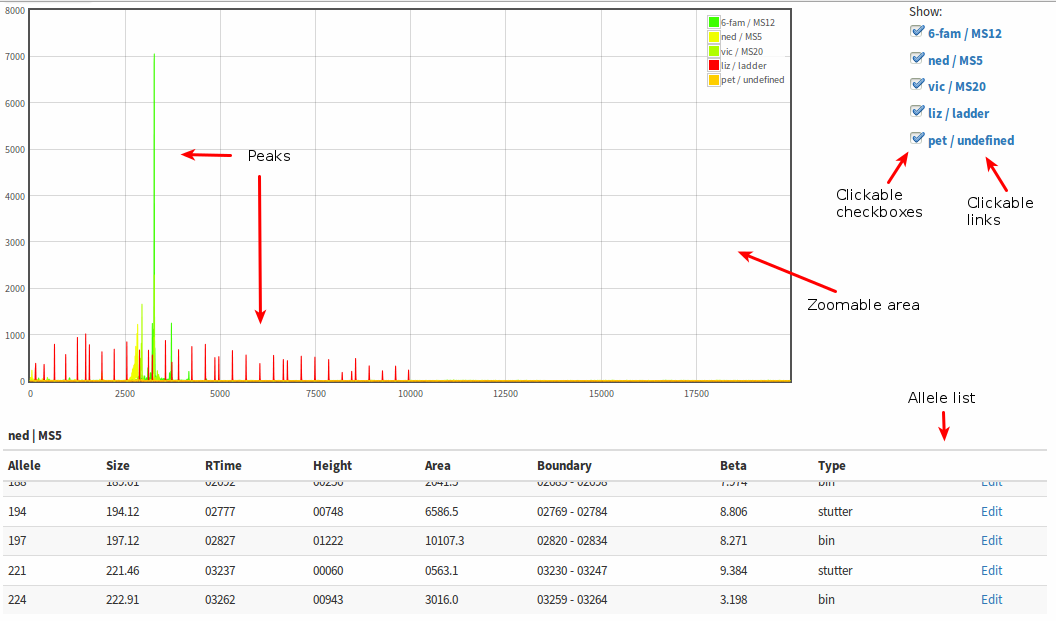 8000
7000
6000
5000
4000
3000
2000
1000
0
0 2500 5000 7500 10000 12500 15000 17500
6-fam / MS12
ned / MS5
vic / MS20
liz / ladder
pet / undefined
Peaks
Show:
6-fam / MS12
ned / MS5
vic / MS20
liz / ladder
pet / undefined
Clickable
checkboxes
Clickable
links
Zoomable area
Allele list
ned | MS5
Allele Size RTime Height Area Boundary Beta Type
188 189.01 02692 00256 2041.5 02685 - 02698 7.974 bin Edit
194 194.12 02777 00748 6586.5 02769 - 02784 8.806 stutter Edit
197 197.12 02827 01222 10107.3 02820 - 02834 8.271 bin Edit
221 221.46 03237 00060 0563.1 03230 - 03247 9.384 stutter Edit
224 222.91 03262 00943 3016.0 03259 - 03264 3.198 bin Edit